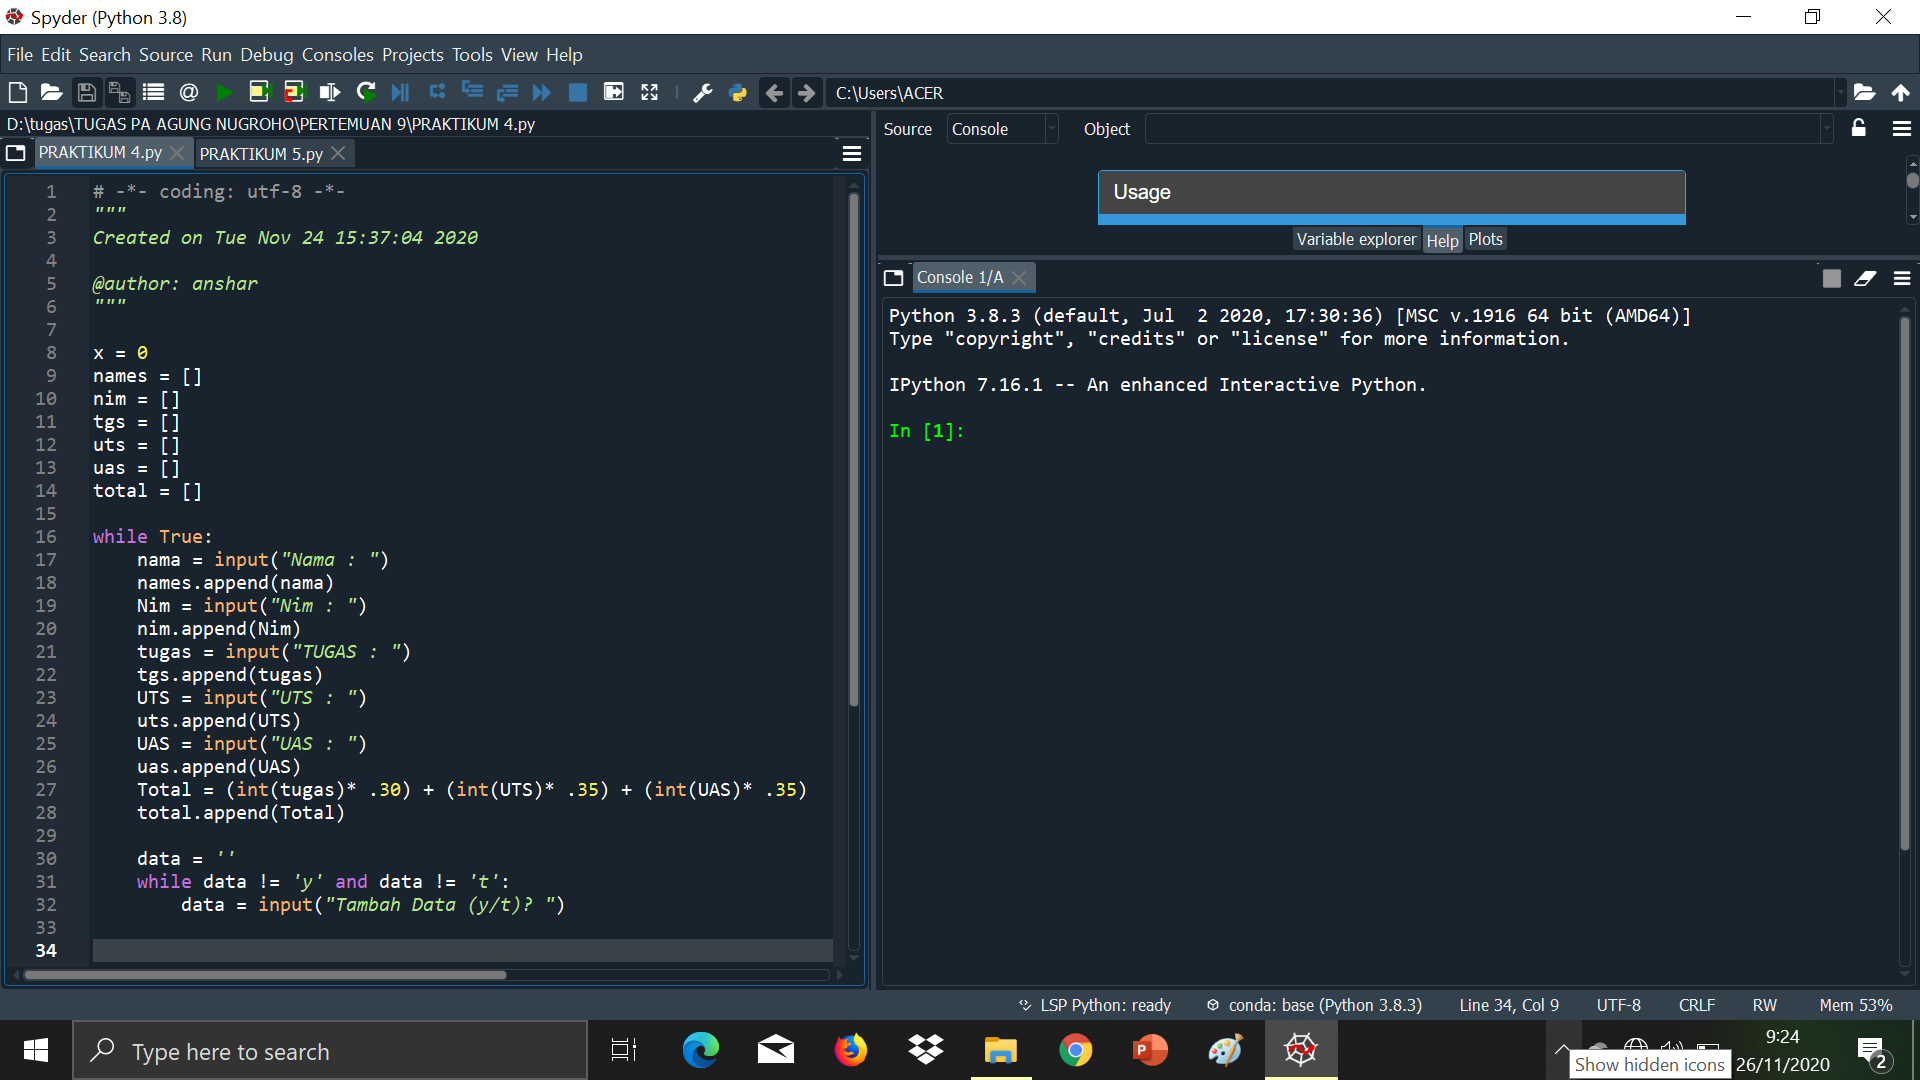 Spyder (Python 3.8)
File Edit Search Source Run Debug Consoles Projects Tools View Help
C:\Users\ACER
D:\tugas\TUGAS PA AGUNG NUGROHO\PERTEMUAN 9\PRAKTIKUM 4.py
PRAKTIKUM 4.py PRAKTIKUM 5.py
1 # -*- coding: utf-8 -*-
2 """
3 Created on Tue Nov 24 15:37:04 2020
4
5 @author: anshar
6 """
7
8 x = 0
9 names = []
10 nim = []
11 tgs = []
12 uts = []
13 uas = []
14 total = []
15
16 while True:
17     nama = input("Nama : ")
18     names.append(nama)
19     Nim = input("Nim : ")
20     nim.append(Nim)
21     tugas = input("TUGAS : ")
22     tgs.append(tugas)
23     UTS = input("UTS : ")
24     uts.append(UTS)
25     UAS = input("UAS : ")
26     uas.append(UAS)
27     Total = (int(tugas)* .30) + (int(UTS)* .35) + (int(UAS)* .35)
28     total.append(Total)
29
30     data = ''
31     while data != 'y' and data != 't':
32         data = input("Tambah Data (y/t)? ")
33
34
Source Console Object
Usage
Variable explorer Help Plots
Console 1/A
Python 3.8.3 (default, Jul  2 2020, 17:30:36) [MSC v.1916 64 bit (AMD64)]
Type "copyright", "credits" or "license" for more information.
IPython 7.16.1 -- An enhanced Interactive Python.
In [1]:
LSP Python: ready conda: base (Python 3.8.3) Line 34, Col 9 UTF-8 CRLF RW Mem 53%
Type here to search
9:24
Show hidden icons 26/11/2020
2